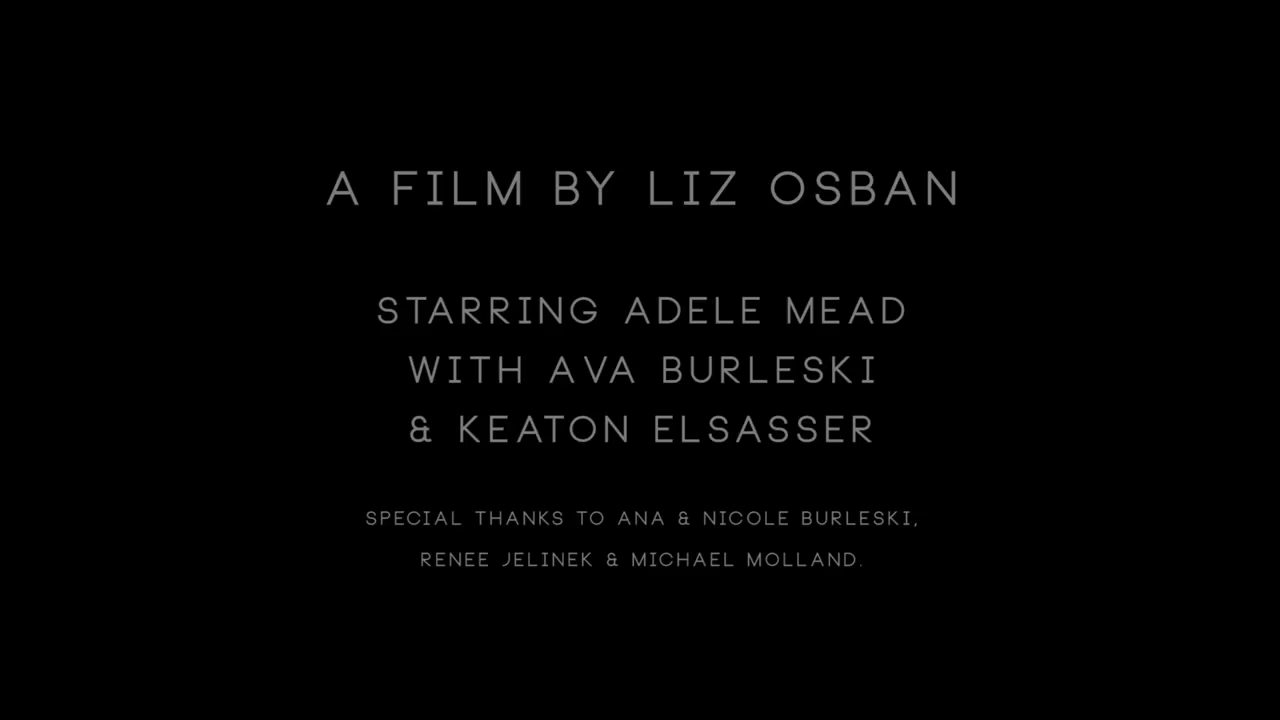 A FILM BY LIZ OSBAN
STARRING ADELE MEAD
WITH AVA BURLESKI
& KEATON ELSASSER
SPECIAL THANKS TO ANA & NICOLE BURLESKI,
RENEE JELINEK & MICHAEL MOLLAND.